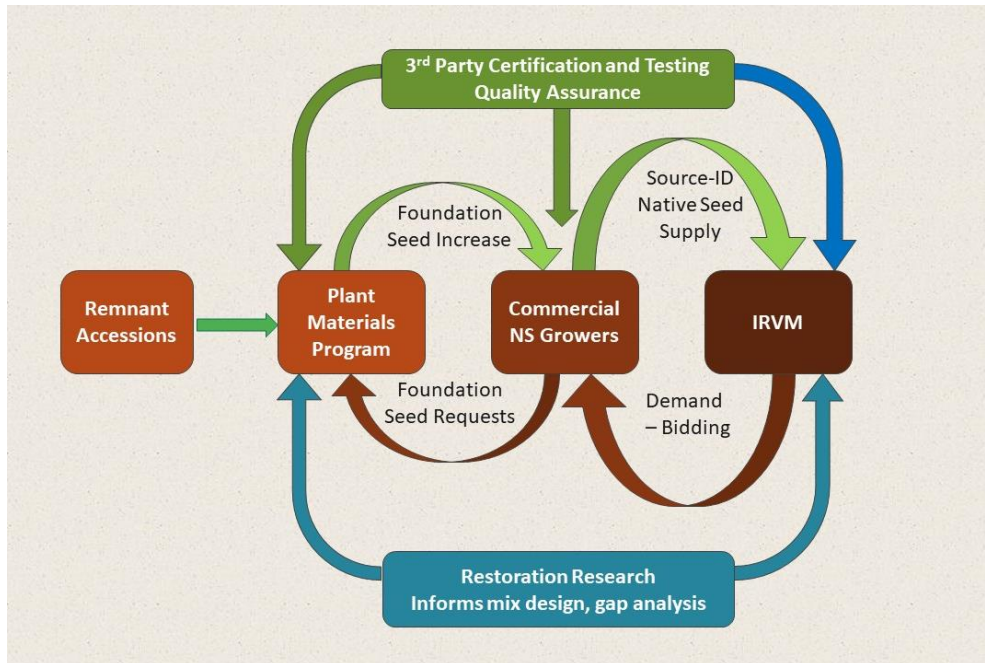 3rd Party Certification and Testing
Quality Assurance
Foundation
Seed Increase
Source-ID
Native Seed
Supply
Remnant
Accessions
Plant
Materials
Program
Commercial
NS Growers
IRVM
Foundation
Seed Requests
Demand
– Bidding
Restoration Research
Informs mix design, gap analysis